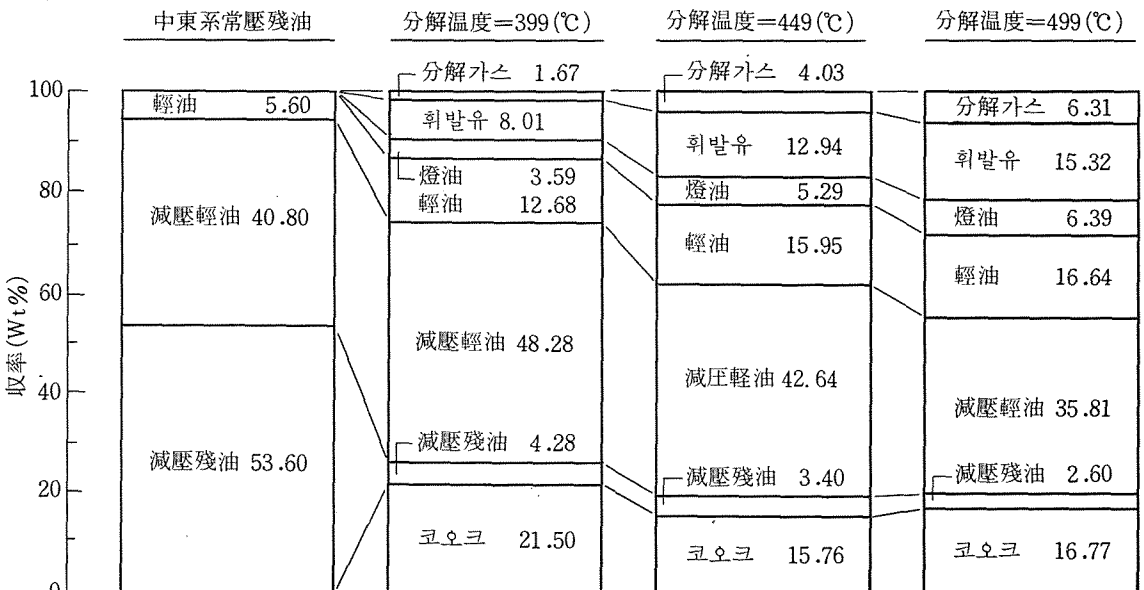 中東系常壓殘油
分解溫度=399(℃)
分解溫度=449(℃)
分解溫度=499(℃)
収率(Wt%)
100
80
60
40
20
0
輕油 5.60
減壓輕油 40.80
減壓殘油 53.60
분解가스 1.67
휘발유 8.01
燈油 3.59
輕油 12.68
減壓輕油 48.28
減壓殘油 4.28
코오크 21.50
分解가스 4.03
휘발유 12.94
燈油 5.29
輕油 15.95
減圧軽油 42.64
減壓殘油 3.40
코오크 15.76
分解가스 6.31
휘발유 15.32
燈油 6.39
輕油 16.64
減壓輕油 35.81
減壓殘油 2.60
코오크 16.77